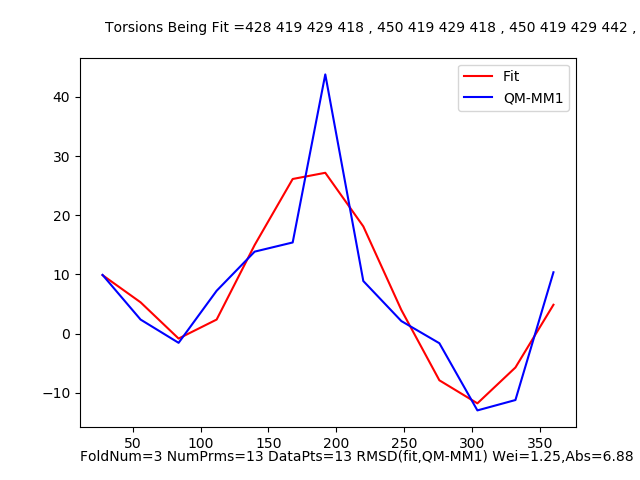 Torsions Being Fit =428 419 429 418 , 450 419 429 418 , 450 419 429 442 ,
Fit
QM-MM1
40
30
20
10
0
−10
50 100 150 200 250 300 350
FoldNum=3 NumPrms=13 DataPts=13 RMSD(fit,QM-MM1) Wei=1.25,Abs=6.88